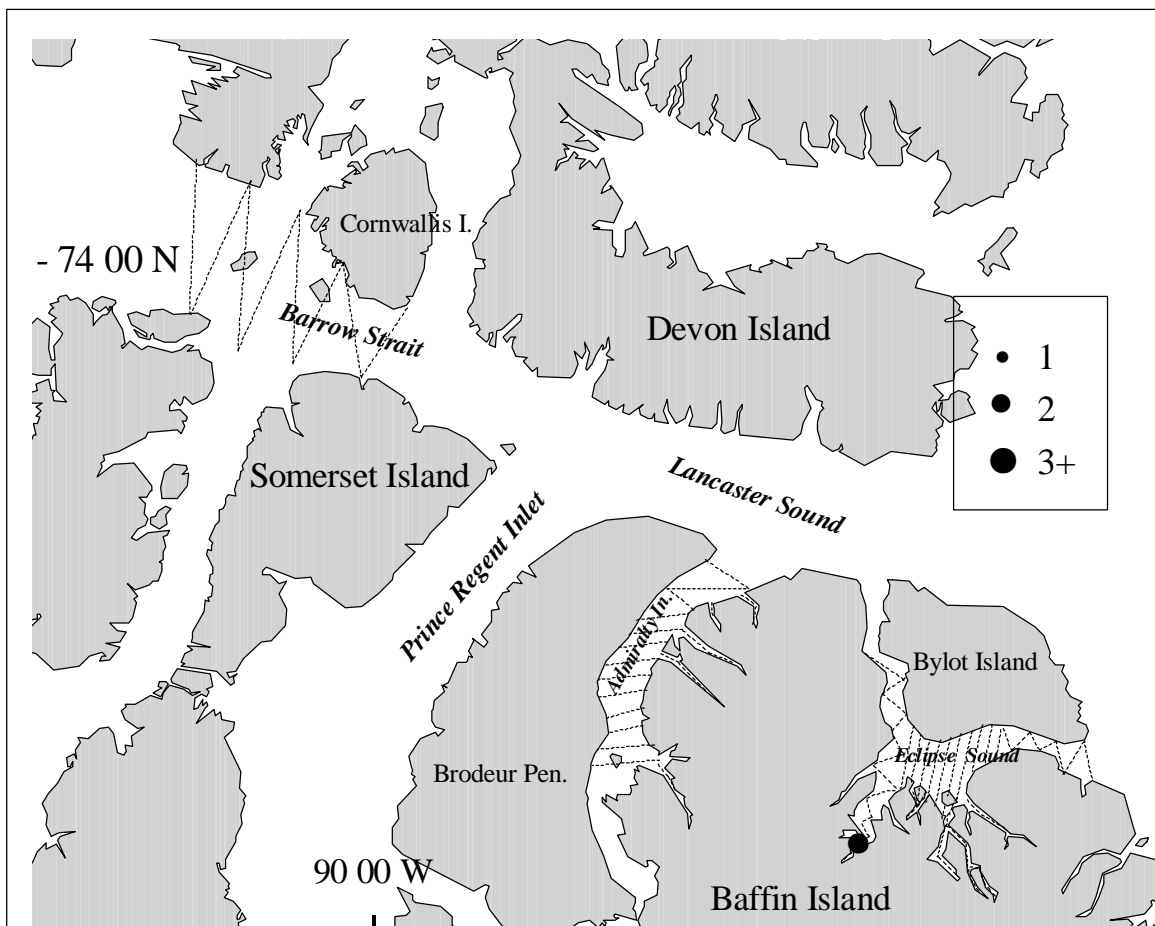 Cornwallis I.
- 74 00 N
Barrow Strait
Devon Island
1
2
3+
Somerset Island
Lancaster Sound
Prince Regent Inlet
Admiralty In.
Bylot Island
Eclipse Sound
Brodeur Pen.
90 00 W
Baffin Island